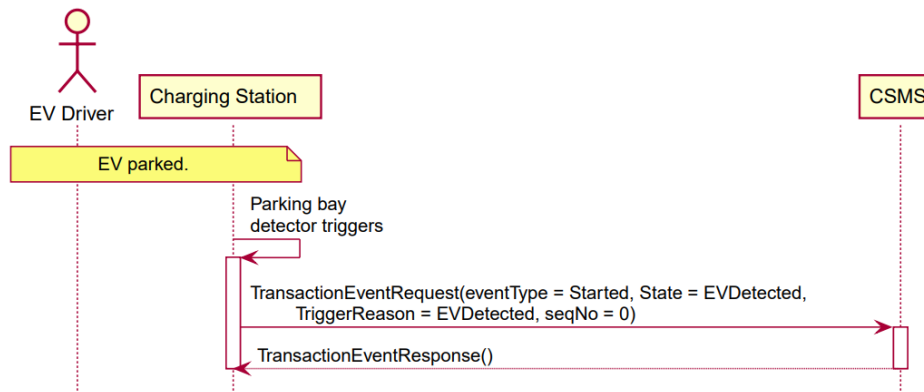 EV Driver
Charging Station
CSMS
EV parked.
Parking bay
detector triggers
TransactionEventRequest(eventType = Started, State = EVDetected,
TriggerReason = EVDetected, seqNo = 0)
TransactionEventResponse()